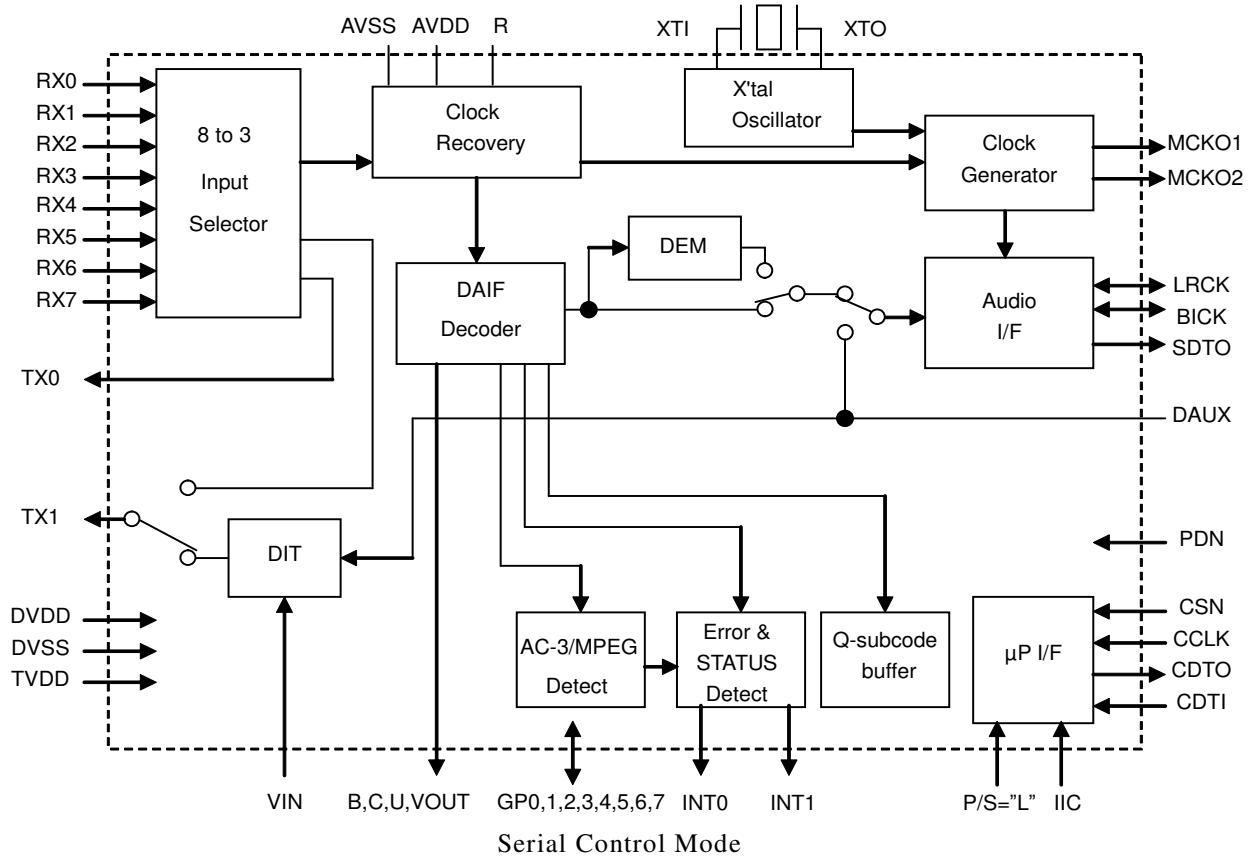 AVSS AVDD R
XTI XTO
RX0
RX1
RX2
RX3
RX4
RX5
RX6
RX7
8 to 3
Input
Selector
Clock
Recovery
X'tal
Oscillator
Clock
Generator
MCKO1
MCKO2
DEM
DAIF
Decoder
Audio
I/F
LRCK
BICK
SDTO
TX0
DAUX
TX1
DIT
PDN
DVDD
DVSS
TVDD
AC-3/MPEG
Detect
Error &
STATUS
Detect
Q-subcode
buffer
µP I/F
CSN
CCLK
CDTO
CDTI
VIN
B,C,U,VOUT
GP0,1,2,3,4,5,6,7
INT0
INT1
P/S=”L”
IIC
Serial Control Mode